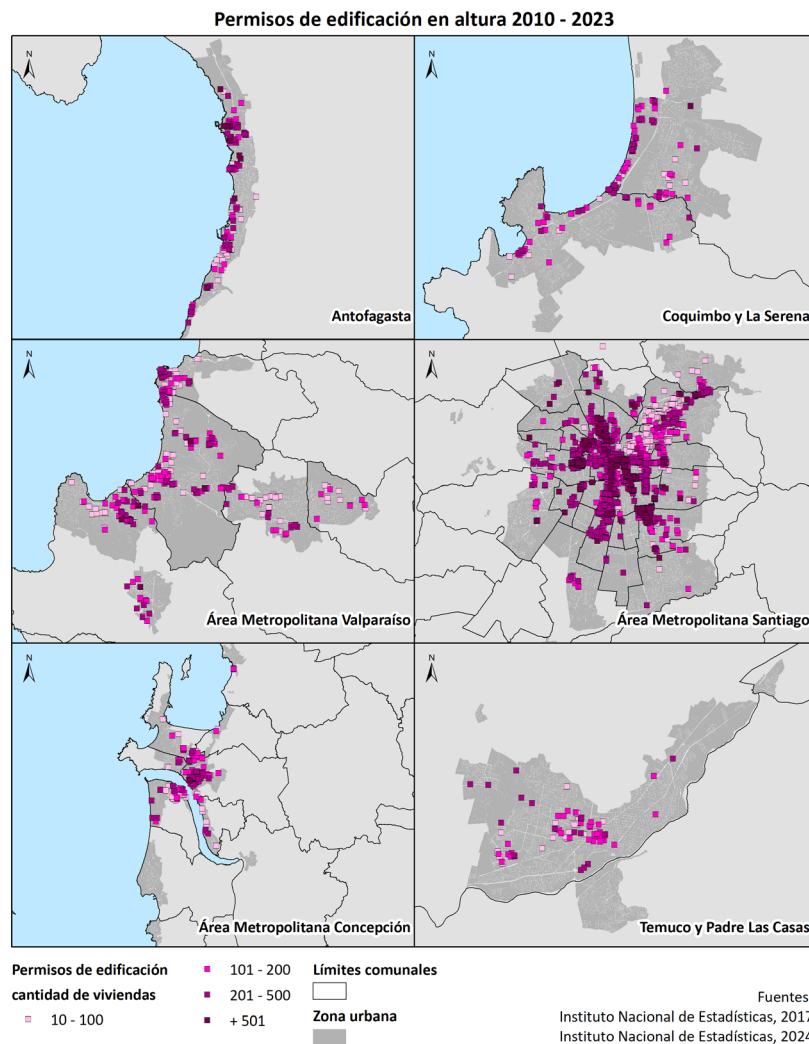 Permisos de edificación en altura 2010 - 2023
N
Antofagasta
N
Coquimbo y La Serena
N
Área Metropolitana Valparaíso
N
Área Metropolitana Santiago
N
Área Metropolitana Concepción
N
Temuco y Padre Las Casas
Permisos de edificación
cantidad de viviendas
10 - 100
101 - 200
201 - 500
+ 501
Límites comunales
Zona urbana
Fuentes
Instituto Nacional de Estadísticas, 2017
Instituto Nacional de Estadísticas, 2024